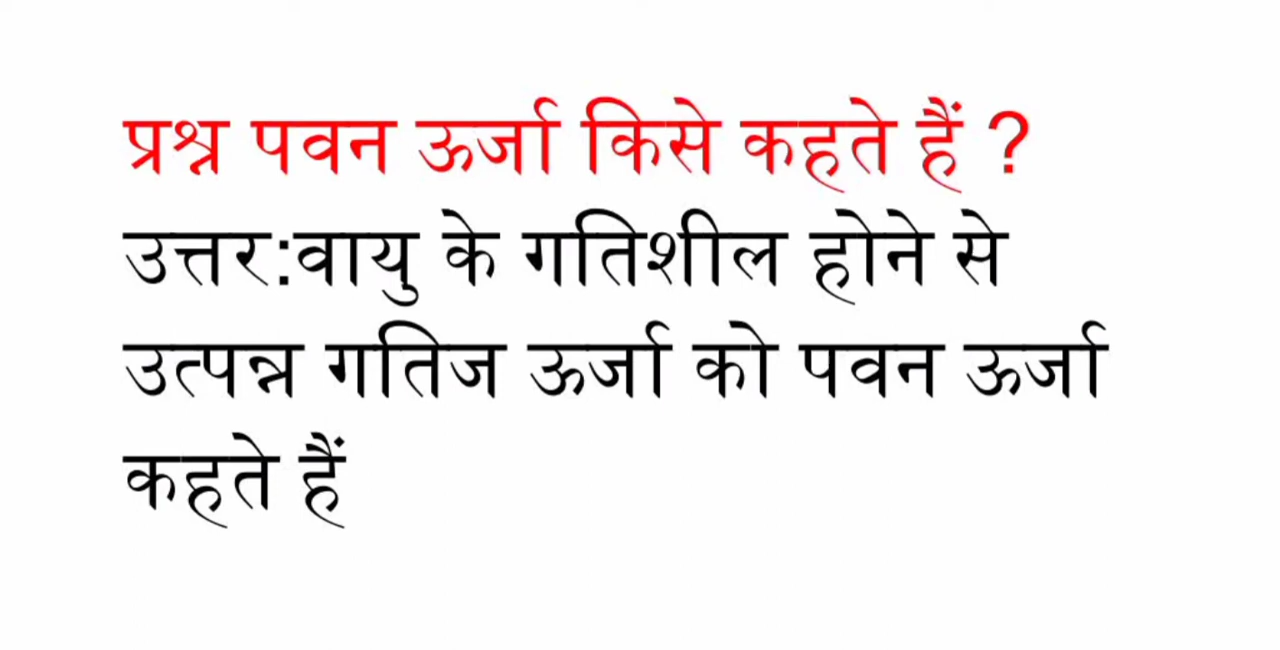 प्रश्न पवन ऊर्जा किसे कहते हैं ?
उत्तर:वायु के गतिशील होने से
उत्पन्न गतिज ऊर्जा को पवन ऊर्जा
कहते हैं